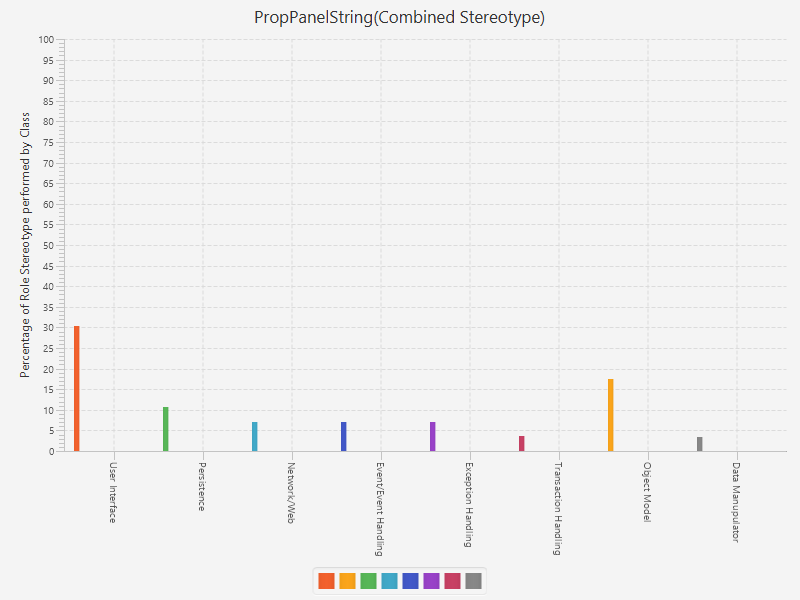 PropPanelString(Combined Stereotype)
Percentage of Role Stereotype performed by Class
100
95
90
85
80
75
70
65
60
55
50
45
40
35
30
25
20
15
10
5
0
User Interface
Persistence
Network/Web
Event/Event Handling
Exception Handling
Transaction Handling
Object Model
Data Manupulator